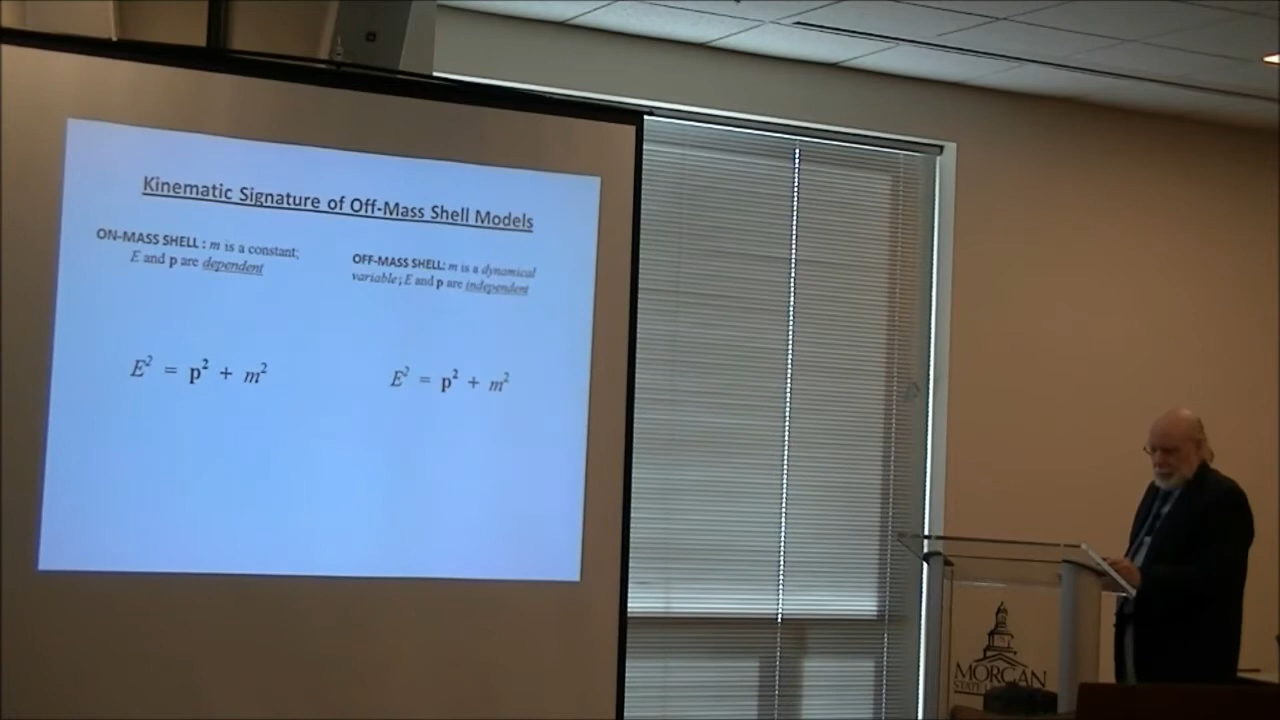 Kinematic Signature of Off-Mass Shell Models
ON-MASS SHELL : m is a constant;
E and p are dependent
OFF-MASS SHELL: m is a dynamical
variable; E and p are independent
E² = p² + m²
E² = p² + m²
MORGAN
STATE